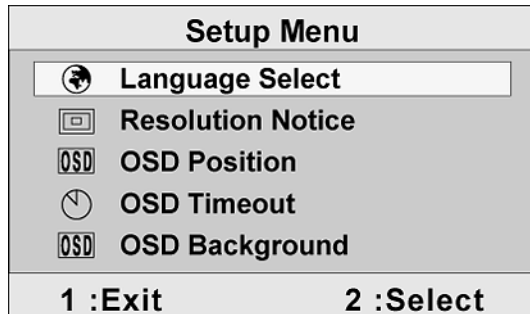 Setup Menu
Language Select
Resolution Notice
OSD OSD Position
OSD Timeout
OSD OSD Background
1 :Exit 2 :Select